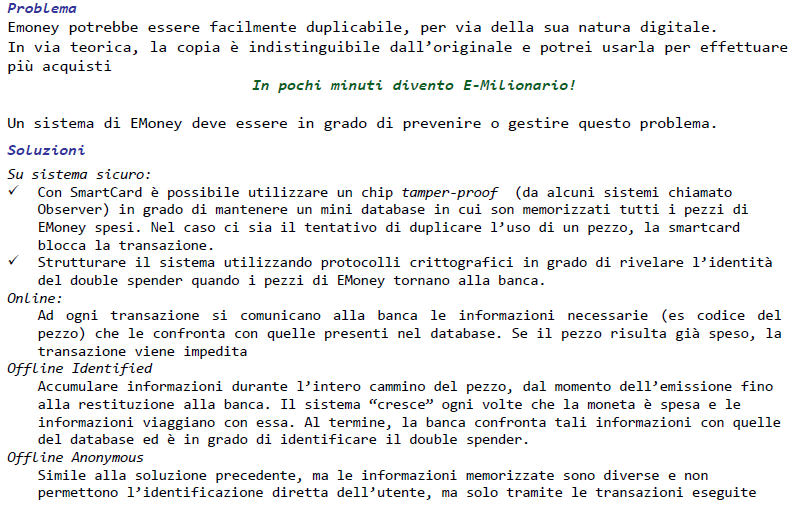 Problema
Emoney potrebbe essere facilmente duplicabile, per via della sua natura digitale.
In via teorica, la copia è indistinguibile dall’originale e potrei usarla per effettuare
più acquisti
In pochi minuti divento E-Milionario!
Un sistema di EMoney deve essere in grado di prevenire o gestire questo problema.
Soluzioni
Su sistema sicuro:
✓ Con SmartCard è possibile utilizzare un chip tamper-proof (da alcuni sistemi chiamato
Observer) in grado di mantenere un mini database in cui son memorizzati tutti i pezzi di
EMoney spesi. Nel caso ci sia il tentativo di duplicare l’uso di un pezzo, la smartcard
blocca la transazione.
✓ Strutturare il sistema utilizzando protocolli crittografici in grado di rivelare l’identità
del double spender quando i pezzi di EMoney tornano alla banca.
Online:
Ad ogni transazione si comunicano alla banca le informazioni necessarie (es codice del
pezzo) che le confronta con quelle presenti nel database. Se il pezzo risulta già speso, la
transazione viene impedita
Offline Identified
Accumulare informazioni durante l’intero cammino del pezzo, dal momento dell’emissione fino
alla restituzione alla banca. Il sistema “cresce” ogni volte che la moneta è spesa e le
informazioni viaggiano con essa. Al termine, la banca confronta tali informazioni con quelle
del database ed è in grado di identificare il double spender.
Offline Anonymous
Simile alla soluzione precedente, ma le informazioni memorizzate sono diverse e non
permettono l’identificazione diretta dell’utente, ma solo tramite le transazioni eseguite